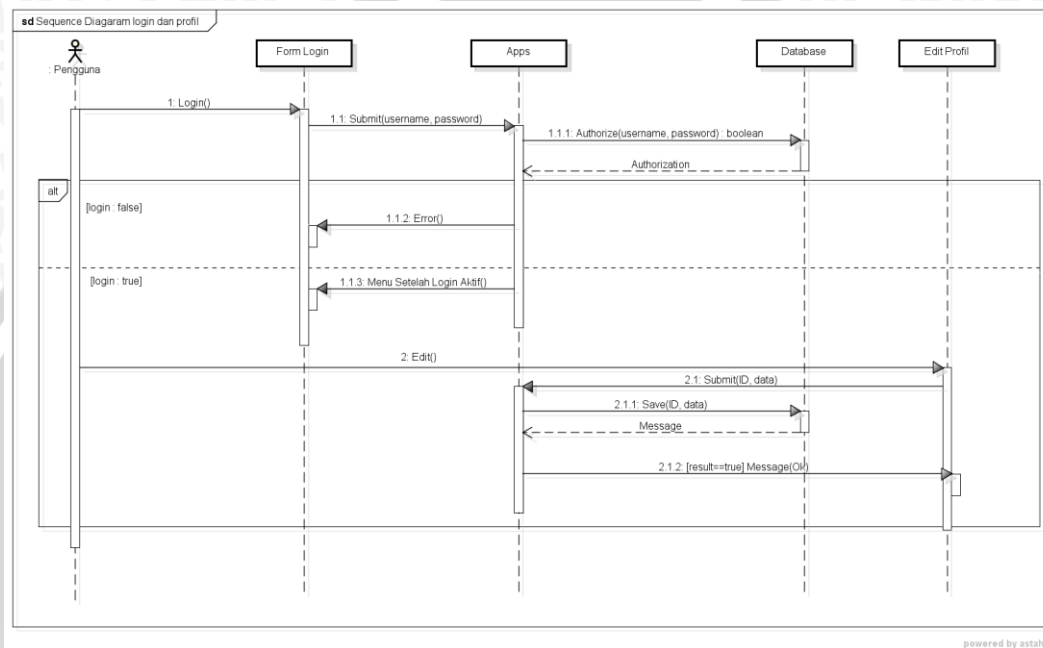 sd Sequence Diagaram login dan profil
: Pengguna
Form Login
Apps
Database
Edit Profil
1: Login()
1.1: Submit(username, password)
1.1.1: Authorize(username, password) : boolean
Authorization
alt
[login : false]
1.1.2: Error()
[login : true]
1.1.3: Menu Setelah Login Aktif()
2: Edit()
2.1: Submit(ID, data)
2.1.1: Save(ID, data)
Message
2.1.2: [result==true] Message(Ok)
powered by astah